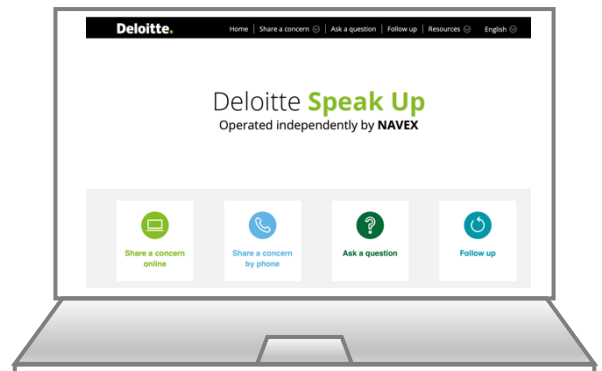 Deloitte.
Home | Share a concern | Ask a question | Follow up | Resources English
Deloitte Speak Up
Operated independently by NAVEX
Share a concern
online
Share a concern
by phone
Ask a question
Follow up